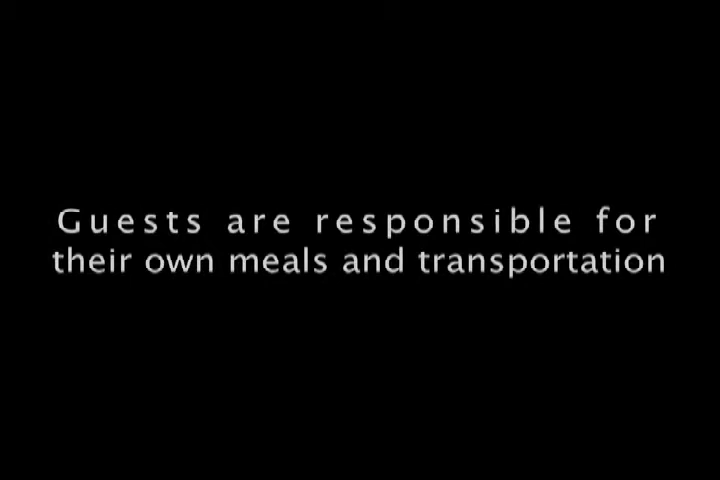 Guests are responsible for
their own meals and transportation